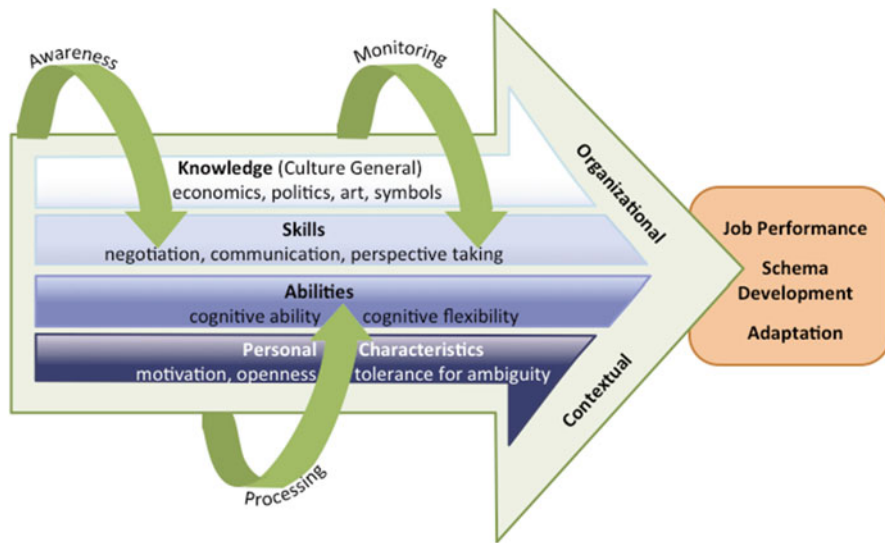 Awareness
Monitoring
Knowledge (Culture General)
economics, politics, art, symbols
Skills
negotiation, communication, perspective taking
Abilities
cognitive ability cognitive flexibility
Personal Characteristics
motivation, openness tolerance for ambiguity
Processing
Organizational
Contextual
Job Performance
Schema
Development
Adaptation